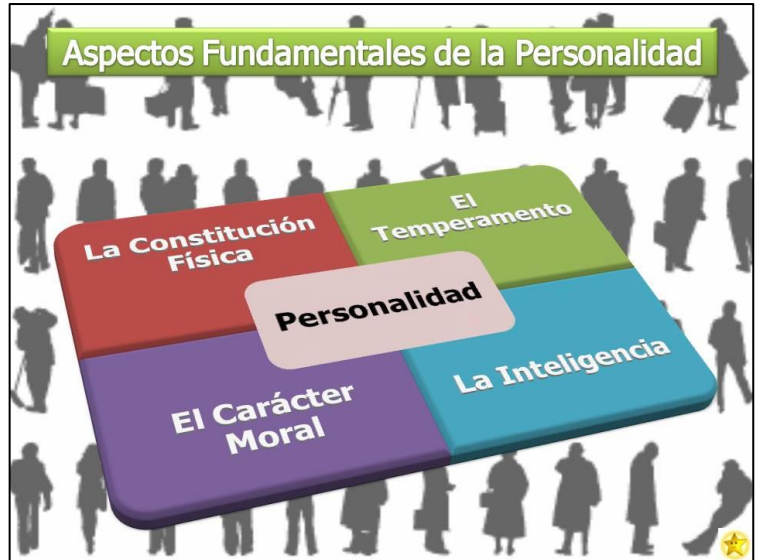 Aspectos Fundamentales de la Personalidad
La Constitución
Física
El
Temperamento
Personalidad
El Carácter
Moral
La Inteligencia